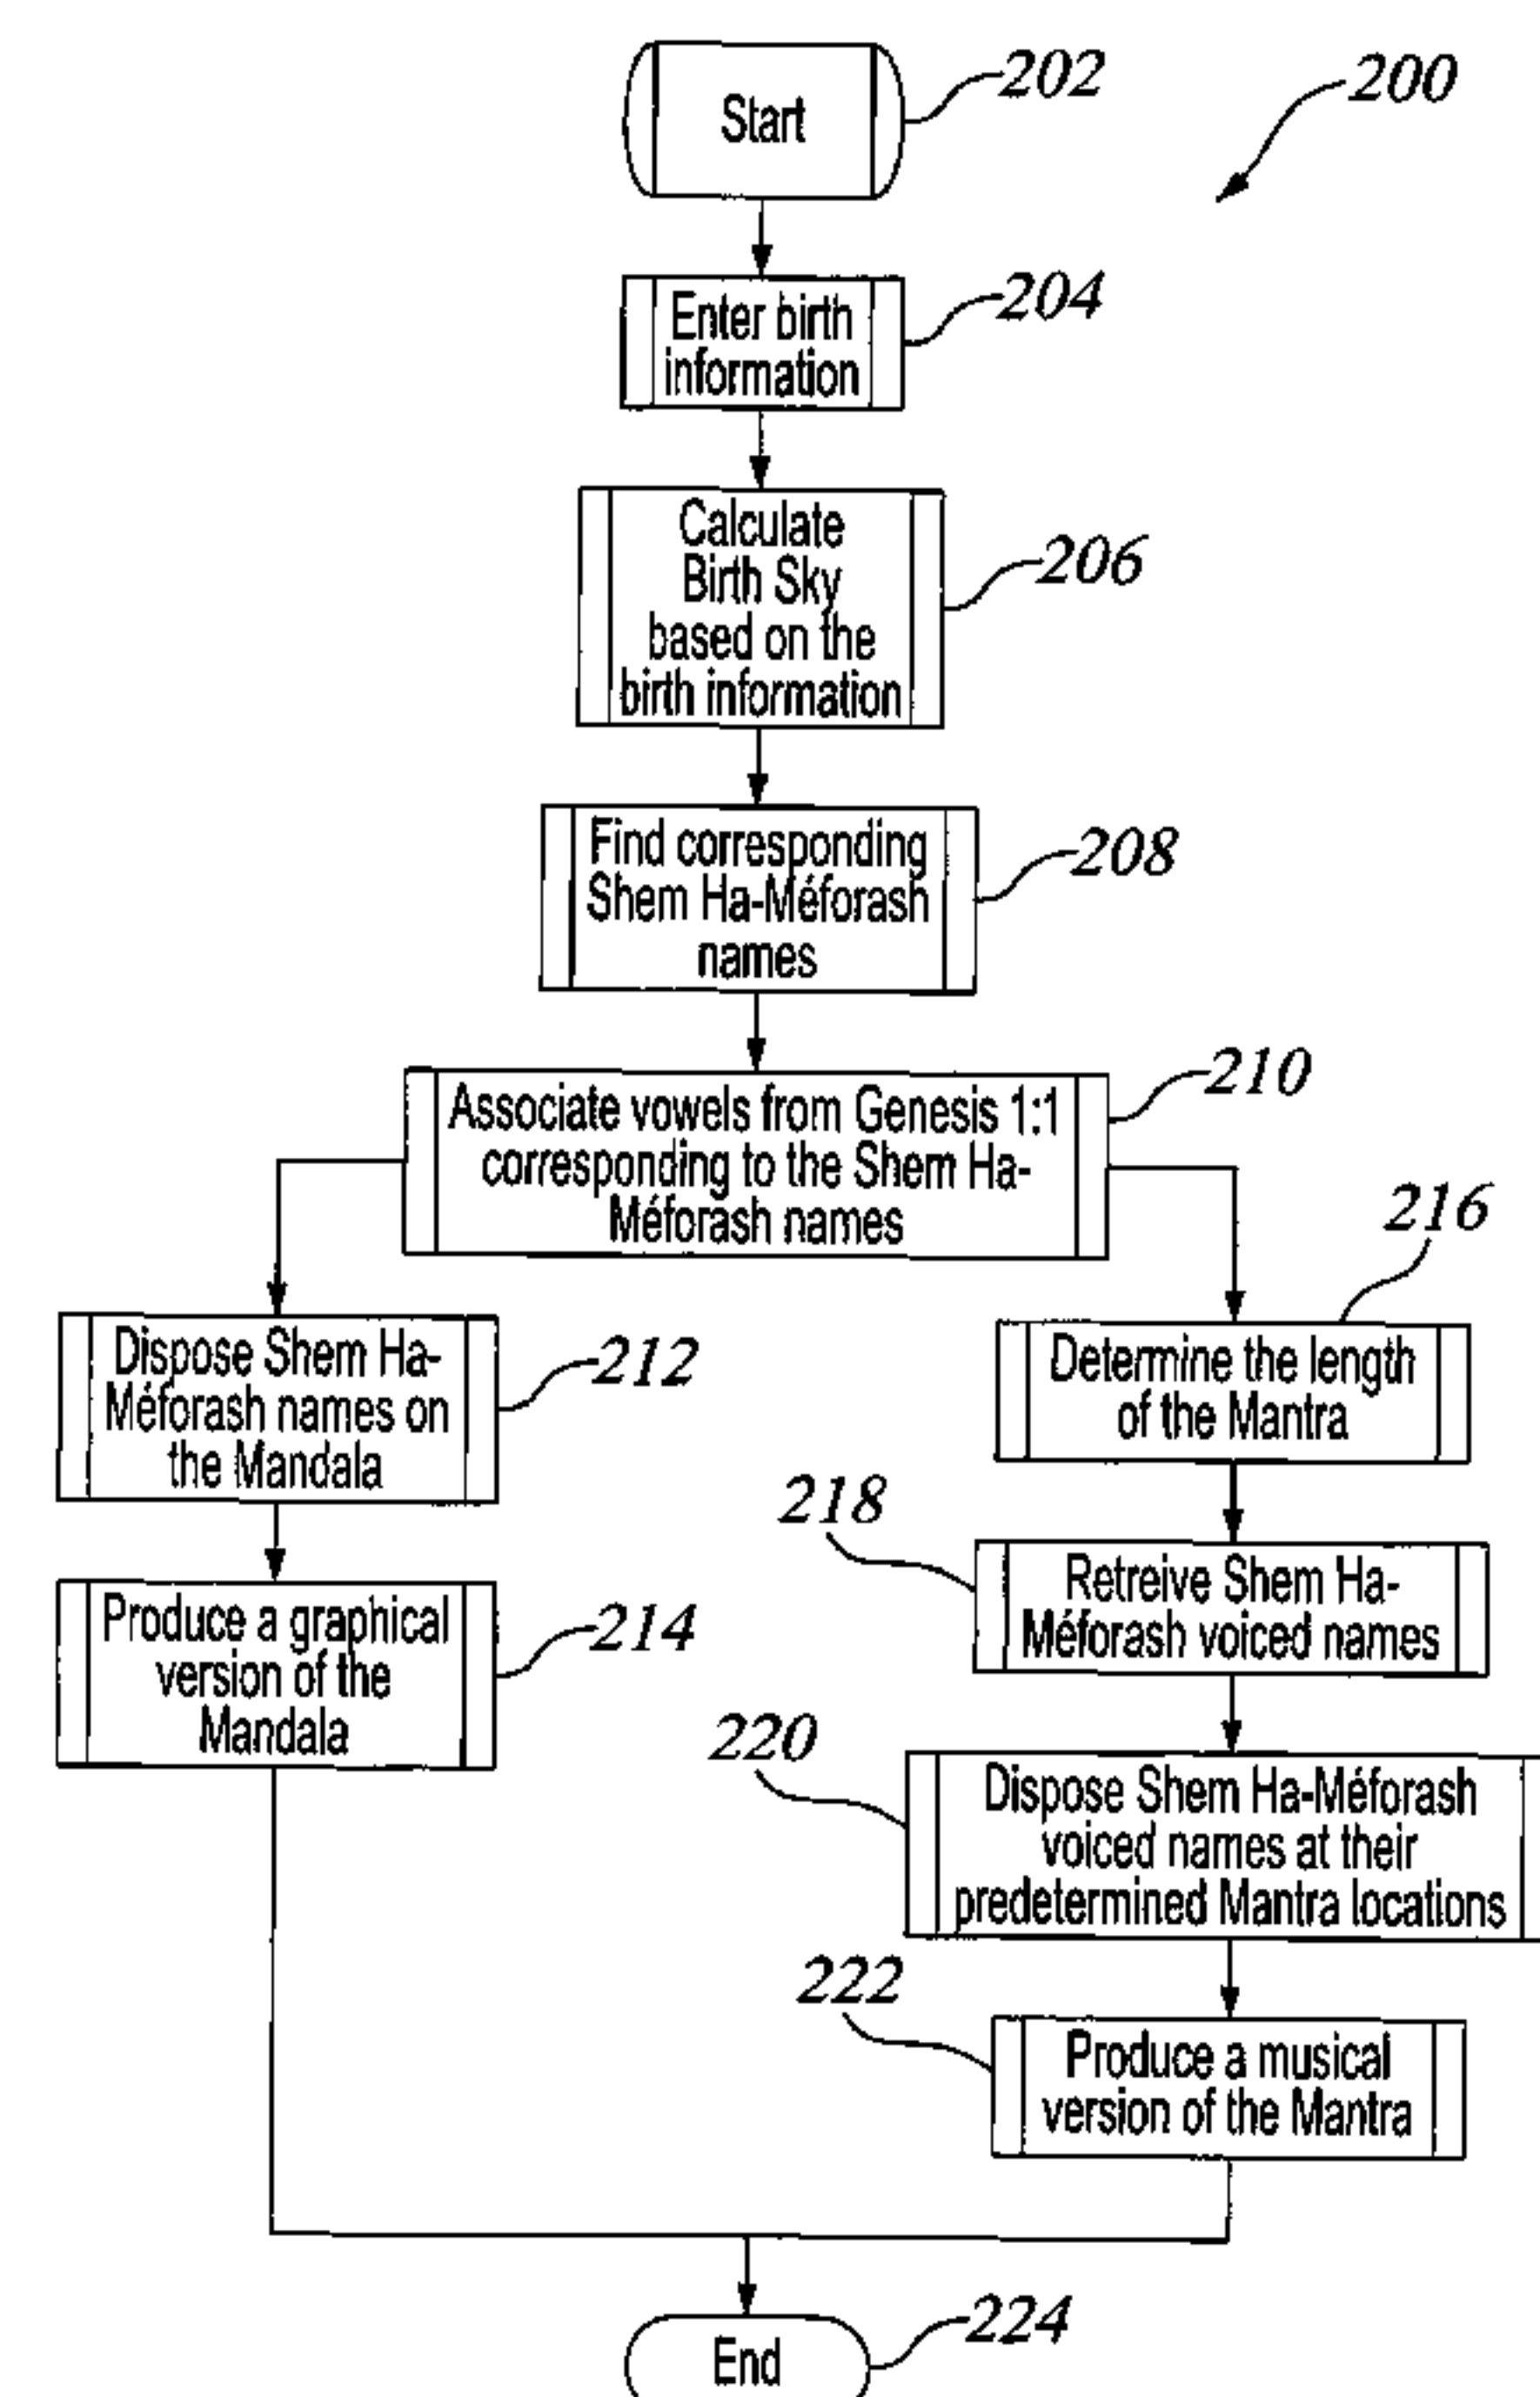 Start
202
200
Enter birth
information
204
Calculate
Birth Sky
based on the
birth information
206
Find corresponding
Shem Ha-Méforash
names
208
Associate vowels from Genesis 1:1
corresponding to the Shem Ha-
Méforash names
210
Dispose Shem Ha-
Méforash names on
the Mandala
212
Produce a graphical
version of the
Mandala
214
216
Determine the length
of the Mantra
218
Retreive Shem Ha-
Méforash voiced names
220
Dispose Shem Ha-Méforash
voiced names at their
predetermined Mantra locations
222
Produce a musical
version of the Mantra
End
224